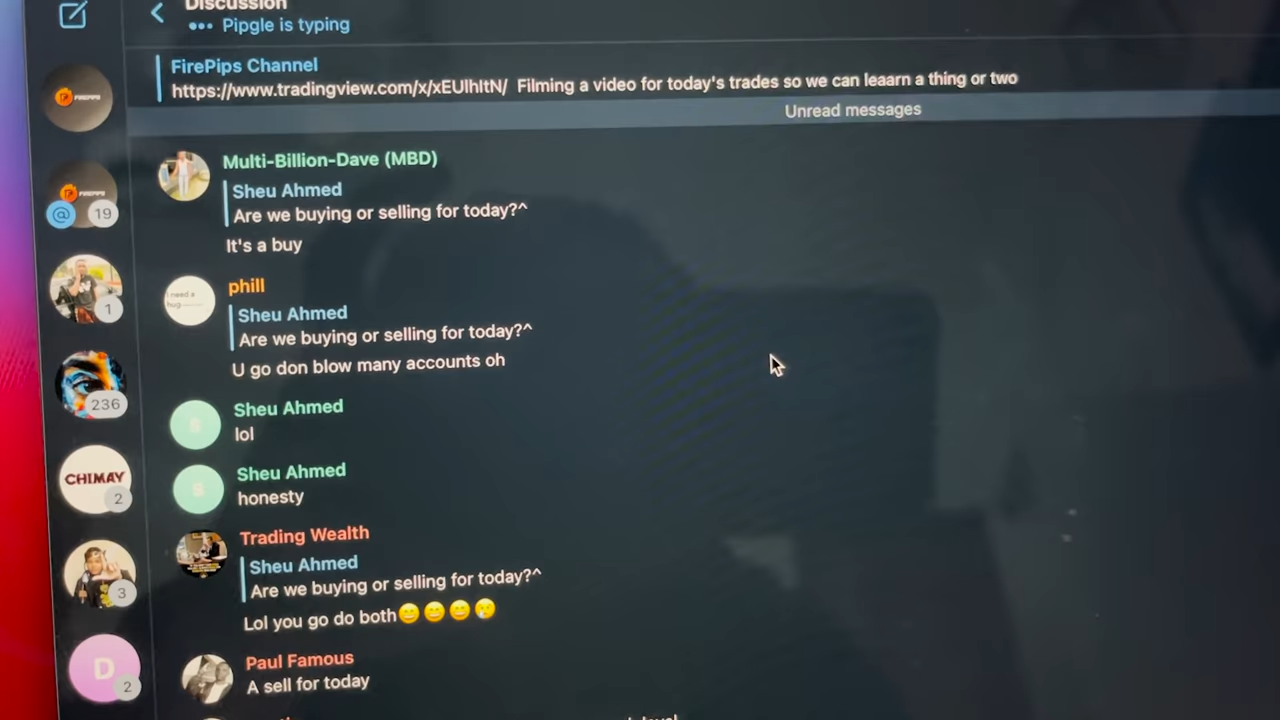 Discussion
Pipgle is typing
FirePips Channel
https://www.tradingview.com/x/xEUlhItN/ Filming a video for today's trades so we can leaarn a thing or two
Unread messages
Multi-Billion-Dave (MBD)
Sheu Ahmed
Are we buying or selling for today?^
It's a buy
19
phill
Sheu Ahmed
Are we buying or selling for today?^
U go don blow many accounts oh
I need a
hug
1
Sheu Ahmed
lol
236
Sheu Ahmed
honesty
CHIMAY
2
Trading Wealth
Sheu Ahmed
Are we buying or selling for today?^
Lol you go do both😄😄😄😢
3
Paul Famous
A sell for today
D
2